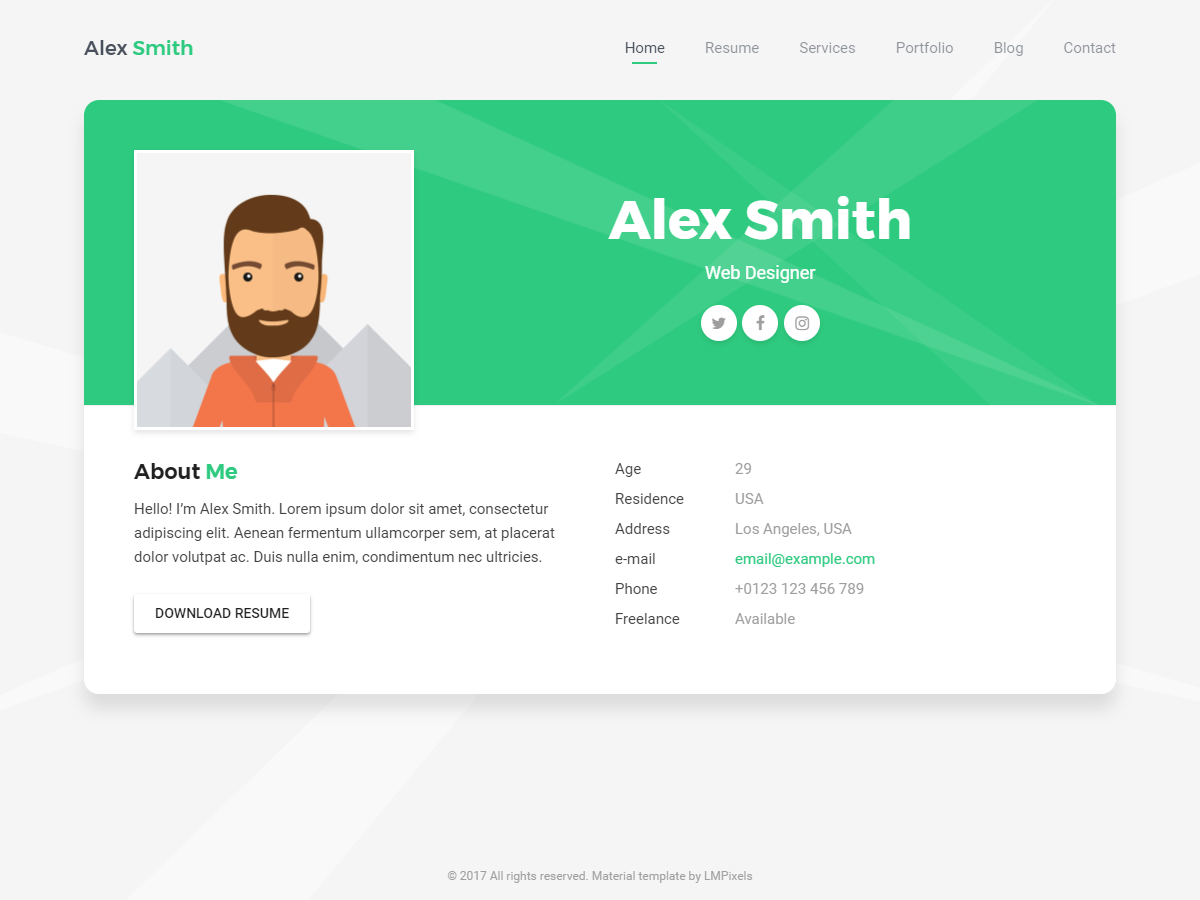 Alex Smith
Home Resume Services Portfolio Blog Contact
Alex Smith
Web Designer
About Me
Hello! I'm Alex Smith. Lorem ipsum dolor sit amet, consectetur
adipiscing elit. Aenean fermentum ullamcorper sem, at placerat
dolor volutpat ac. Duis nulla enim, condimentum nec ultricies.
DOWNLOAD RESUME
Age 29
Residence USA
Address Los Angeles, USA
e-mail email@example.com
Phone +0123 123 456 789
Freelance Available
© 2017 All rights reserved. Material template by LMPixels